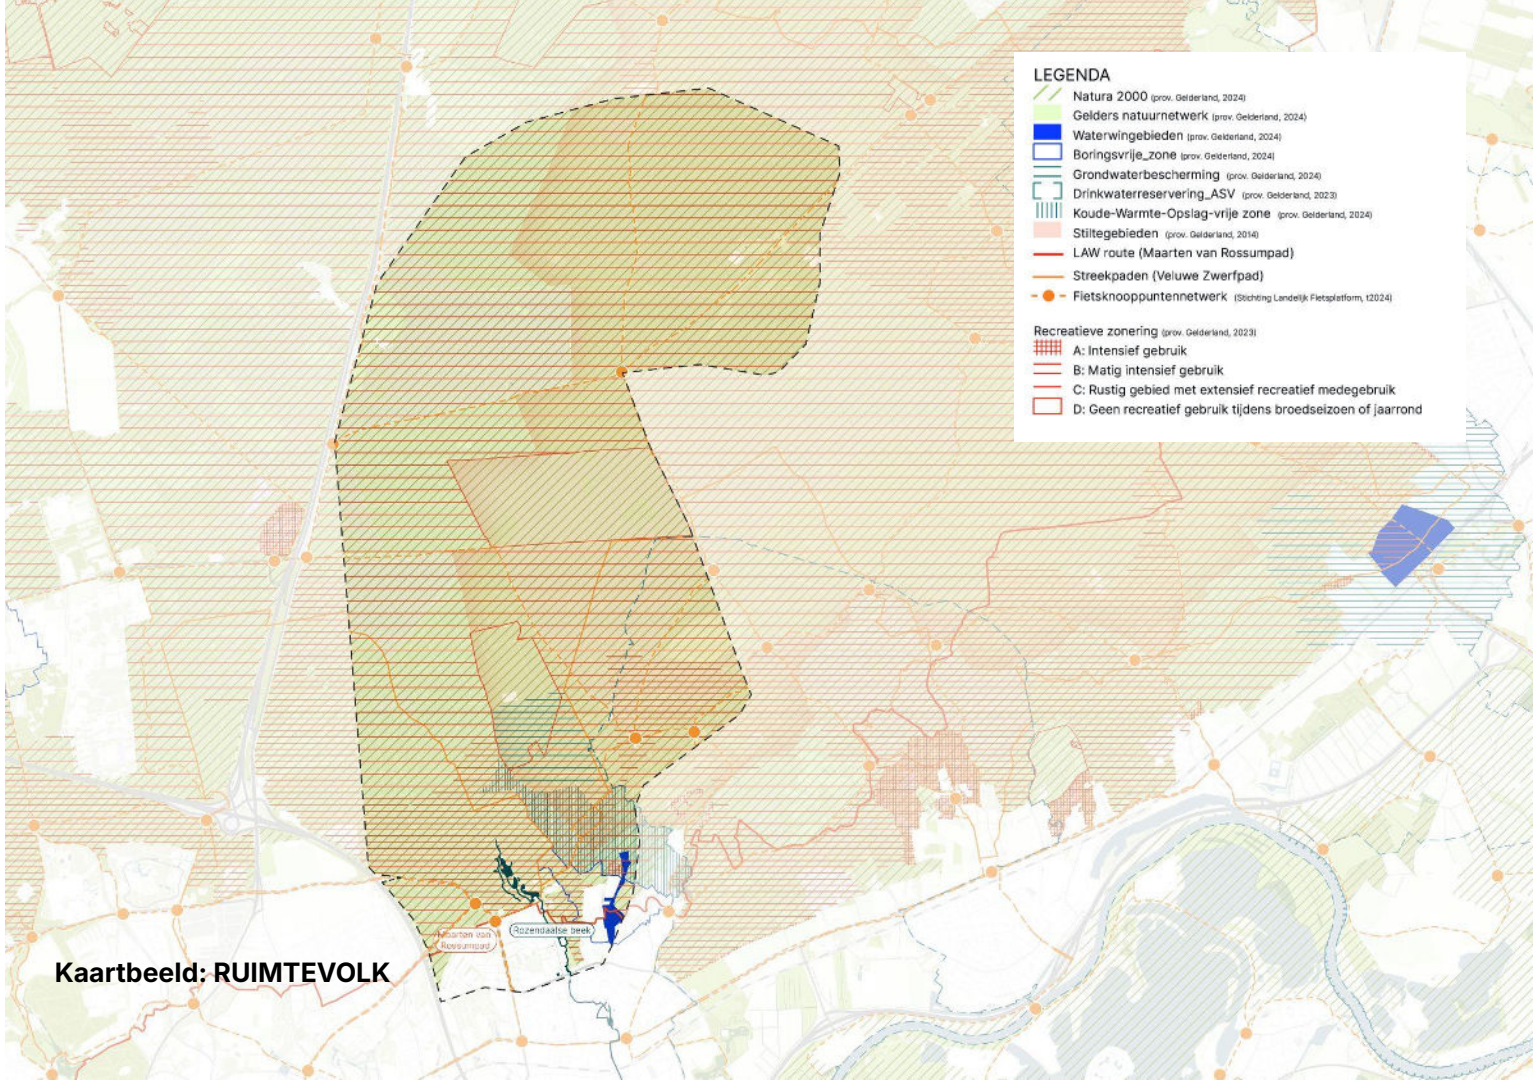 LEGENDA
Natura 2000 (prov. Gelderland, 2024)
Gelders natuurnetwerk (prov. Gelderland, 2024)
Waterwingebieden (prov. Gelderland, 2024)
Boringsvrije_zone (prov. Gelderland, 2024)
Grondwaterbescherming (prov. Gelderland, 2024)
Drinkwaterreservering_ASV (prov. Gelderland, 2023)
Koude-Warmte-Opslag-vrije zone (prov. Gelderland, 2024)
Stiltegebieden (prov. Gelderland, 2014)
LAW route (Maarten van Rossumpad)
Streekpaden (Veluwe Zwerfpad)
Fietsknooppuntennetwerk (Stichting Landelijk Fietsplatform, t2024)
Recreatieve zonering (prov. Gelderland, 2023)
A: Intensief gebruik
B: Matig intensief gebruik
C: Rustig gebied met extensief recreatief medegebruik
D: Geen recreatief gebruik tijdens broedseizoen of jaarrond
Maarten van
Rossumpad
Rozendaalse beek
Kaartbeeld: RUIMTEVOLK